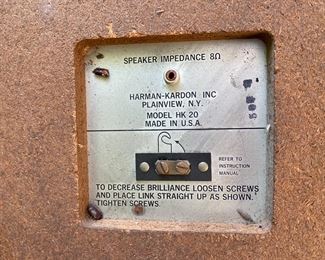 SPEAKER IMPEDANCE 8Ω
HARMAN-KARDON INC
PLAINVIEW, N.Y.
MODEL HK 20
MADE IN U.S.A.
REFER TO
INSTRUCTION
MANUAL
TO DECREASE BRILLIANCE LOOSEN SCREWS
AND PLACE LINK STRAIGHT UP AS SHOWN.
TIGHTEN SCREWS.